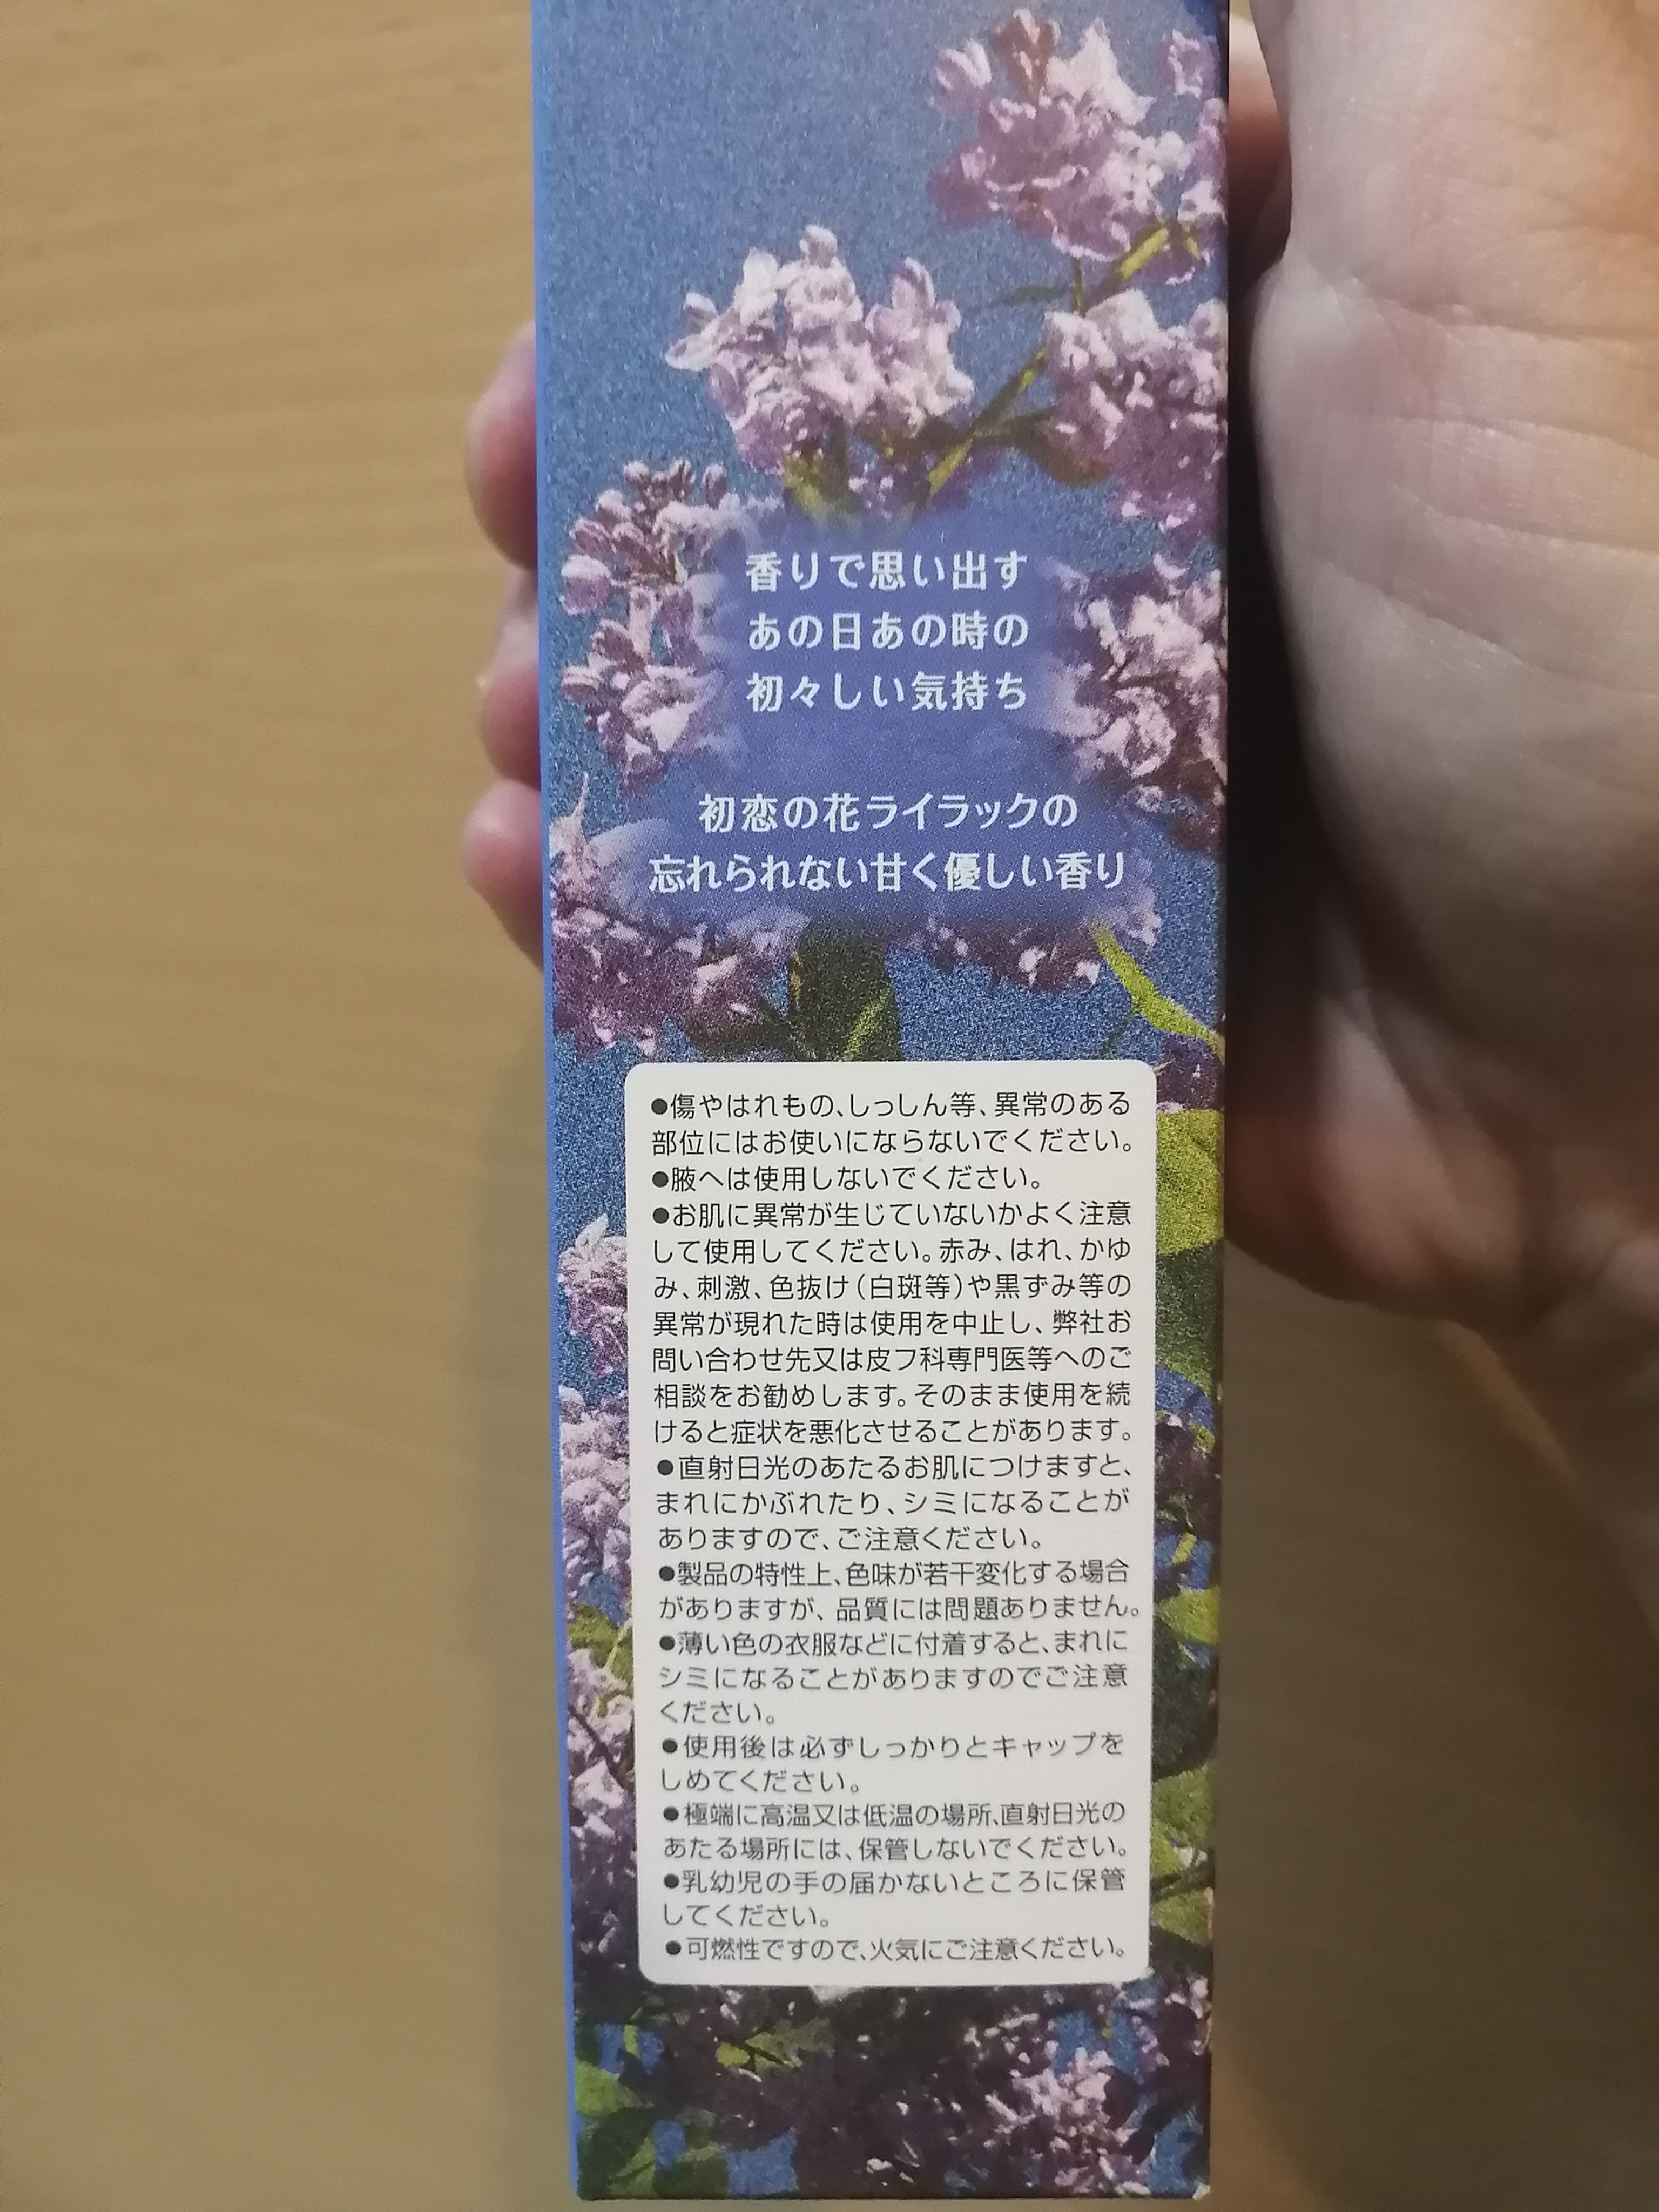 香りで思い出す
あの日あの時の
初々しい気持ち
初恋の花ライラックの
忘れられない甘く優しい香り
●傷やはれもの、しっしん等、異常のある
部位にはお使いにならないでください。
●腋へは使用しないでください。
●お肌に異常が生じていないかよく注意
して使用してください。赤み、はれ、かゆ
み、刺激、色抜け(白斑等)や黒ずみ等の
異常が現れた時は使用を中止し、弊社お
問い合わせ先又は皮フ科専門医等へのご
相談をお勧めします。そのまま使用を続
けると症状を悪化させることがあります。
●直射日光のあたるお肌につけますと、
まれにかぶれたり、シミになることが
ありますので、ご注意ください。
●製品の特性上、色味が若干変化する場合
がありますが、品質には問題ありません。
●薄い色の衣服などに付着すると、まれに
シミになることがありますのでご注意
ください。
●使用後は必ずしっかりとキャップを
しめてください。
●極端に高温又は低温の場所、直射日光の
あたる場所には、保管しないでください。
●乳幼児の手の届かないところに保管
してください。
●可燃性ですので、火気にご注意ください。